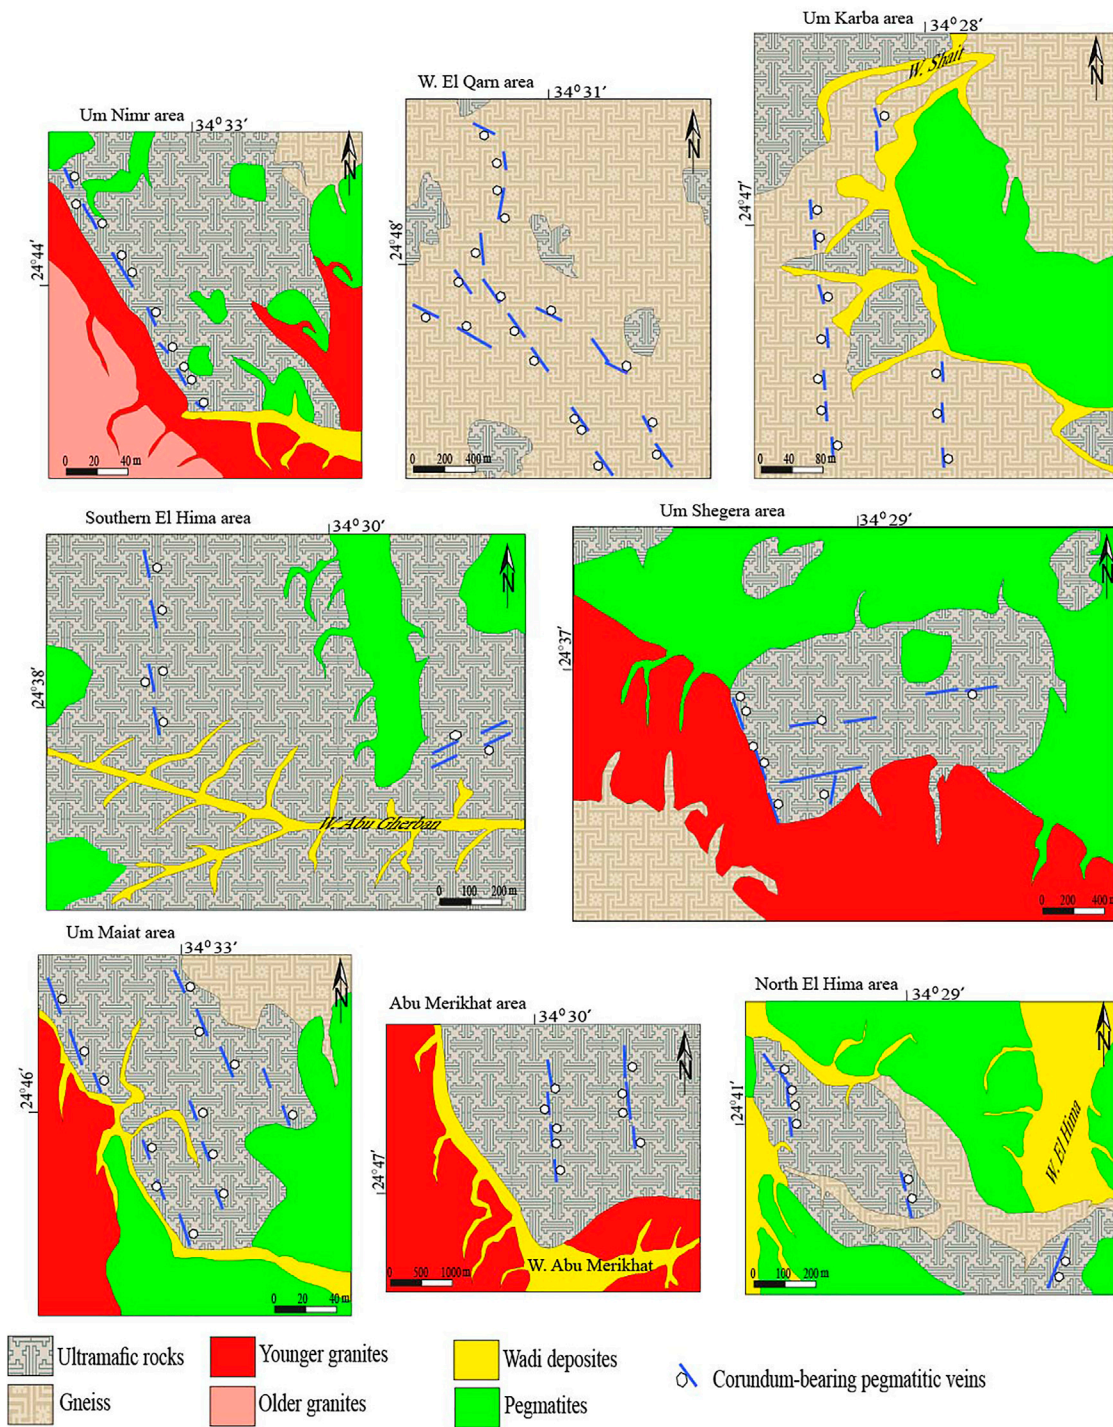 Um Karba area
34°28′
W. Shait
N
24°47′
0 40 80 m
W. El Qarn area
34°31′
N
24°48′
0 200 400 m
Um Nimr area
34°33′
N
24°44′
0 20 40 m
Southern El Hima area
34°30′
N
24°38′
W. Abu Gherban
0 100 200 m
Um Shegera area
34°29′
N
24°37′
0 200 400 m
Um Maiat area
34°33′
N
24°46′
0 20 40 m
Abu Merikhat area
34°30′
N
24°47′
W. Abu Merikhat
0 500 1000 m
North El Hima area
34°29′
N
24°41′
W. El Hima
0 100 200 m
Ultramafic rocks
Younger granites
Wadi deposites
Corundum-bearing pegmatitic veins
Gneiss
Older granites
Pegmatites